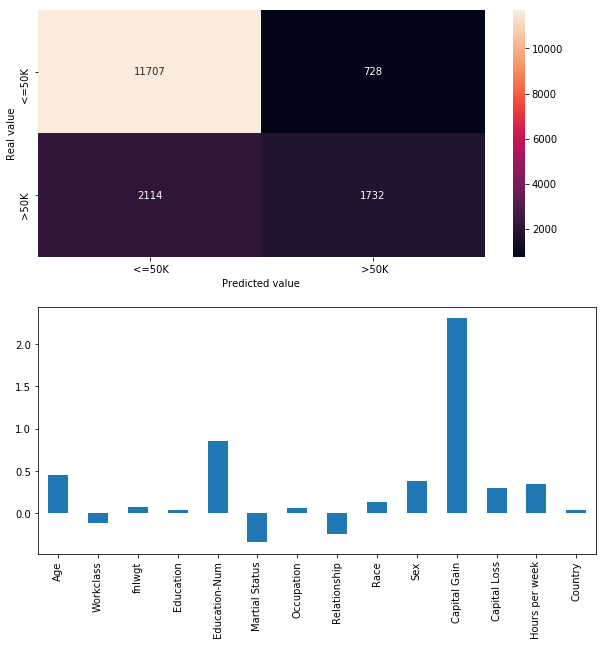 <=50K
11707
728
>50K
2114
1732
Real value
<=50K
>50K
Predicted value
10000
8000
6000
4000
2000
2.0
1.5
1.0
0.5
0.0
Age
Workclass
fnlwgt
Education
Education-Num
Martial Status
Occupation
Relationship
Race
Sex
Capital Gain
Capital Loss
Hours per week
Country